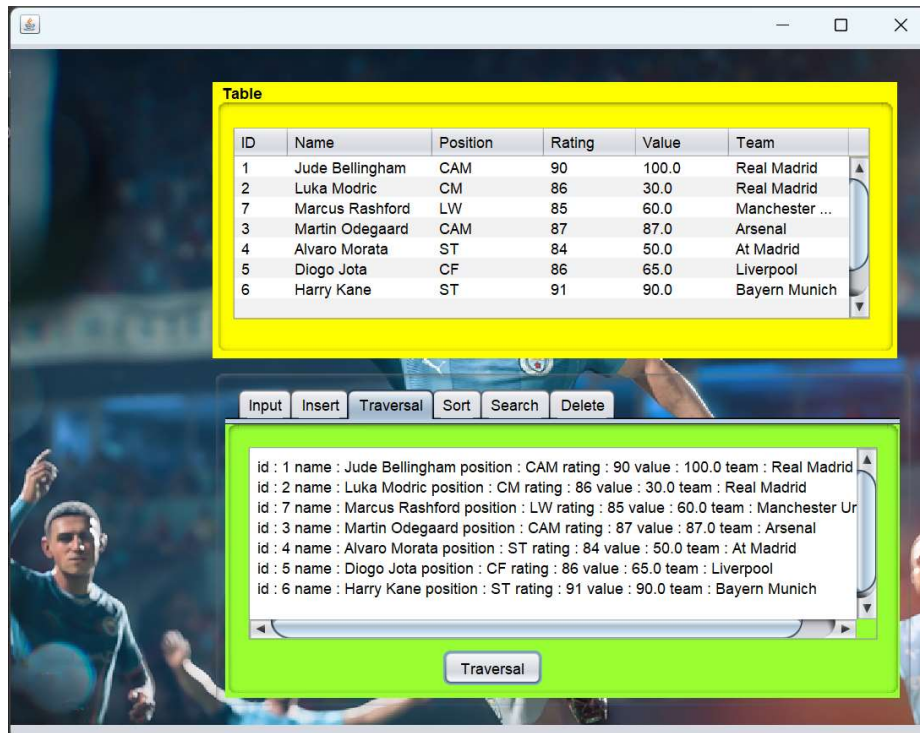 Table
ID Name Position Rating Value Team
1 Jude Bellingham CAM 90 100.0 Real Madrid
2 Luka Modric CM 86 30.0 Real Madrid
7 Marcus Rashford LW 85 60.0 Manchester ...
3 Martin Odegaard CAM 87 87.0 Arsenal
4 Alvaro Morata ST 84 50.0 At Madrid
5 Diogo Jota CF 86 65.0 Liverpool
6 Harry Kane ST 91 90.0 Bayern Munich
Input Insert Traversal Sort Search Delete
id : 1 name : Jude Bellingham position : CAM rating : 90 value : 100.0 team : Real Madrid
id : 2 name : Luka Modric position : CM rating : 86 value : 30.0 team : Real Madrid
id : 7 name : Marcus Rashford position : LW rating : 85 value : 60.0 team : Manchester Ur
id : 3 name : Martin Odegaard position : CAM rating : 87 value : 87.0 team : Arsenal
id : 4 name : Alvaro Morata position : ST rating : 84 value : 50.0 team : At Madrid
id : 5 name : Diogo Jota position : CF rating : 86 value : 65.0 team : Liverpool
id : 6 name : Harry Kane position : ST rating : 91 value : 90.0 team : Bayern Munich
Traversal